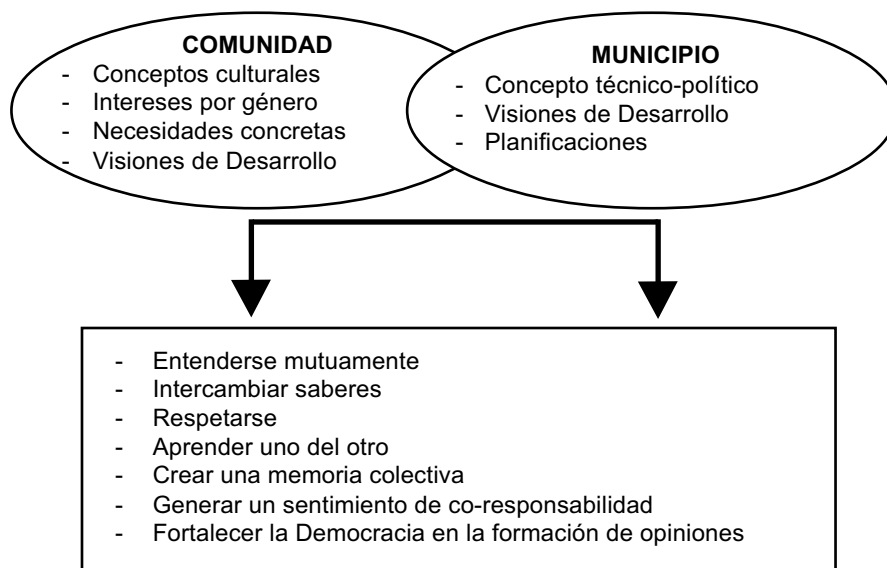 COMUNIDAD
- Conceptos culturales
- Intereses por género
- Necesidades concretas
- Visiones de Desarrollo
MUNICIPIO
- Concepto técnico-político
- Visiones de Desarrollo
- Planificaciones
- Entenderse mutuamente
- Intercambiar saberes
- Respetarse
- Aprender uno del otro
- Crear una memoria colectiva
- Generar un sentimiento de co-responsabilidad
- Fortalecer la Democracia en la formación de opiniones